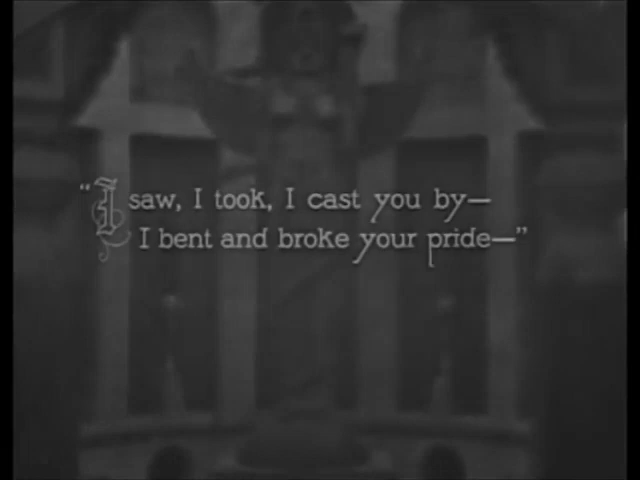 "I saw, I took, I cast you by—
I bent and broke your pride—"